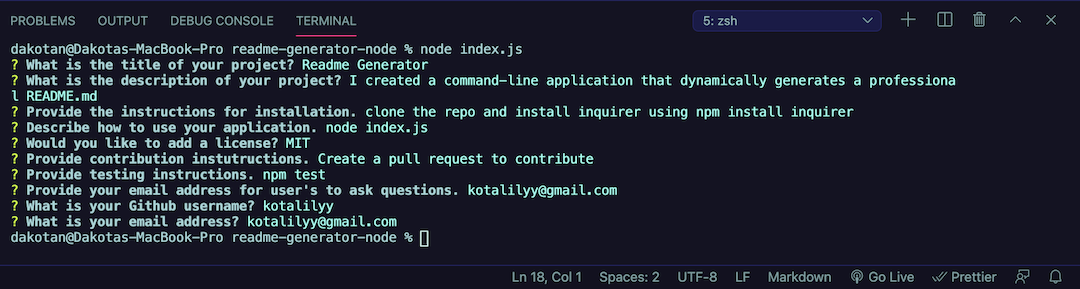 PROBLEMS OUTPUT DEBUG CONSOLE TERMINAL 5: zsh
dakotan@Dakotas-MacBook-Pro readme-generator-node % node index.js
? What is the title of your project? Readme Generator
? What is the description of your project? I created a command-line application that dynamically generates a professiona
l README.md
? Provide the instructions for installation. clone the repo and install inquirer using npm install inquirer
? Describe how to use your application. node index.js
? Would you like to add a license? MIT
? Provide contribution instutructions. Create a pull request to contribute
? Provide testing instructions. npm test
? Provide your email address for user's to ask questions. kotalilyy@gmail.com
? What is your Github username? kotalilyy
? What is your email address? kotalilyy@gmail.com
dakotan@Dakotas-MacBook-Pro readme-generator-node %
Ln 18, Col 1 Spaces: 2 UTF-8 LF Markdown Go Live Prettier